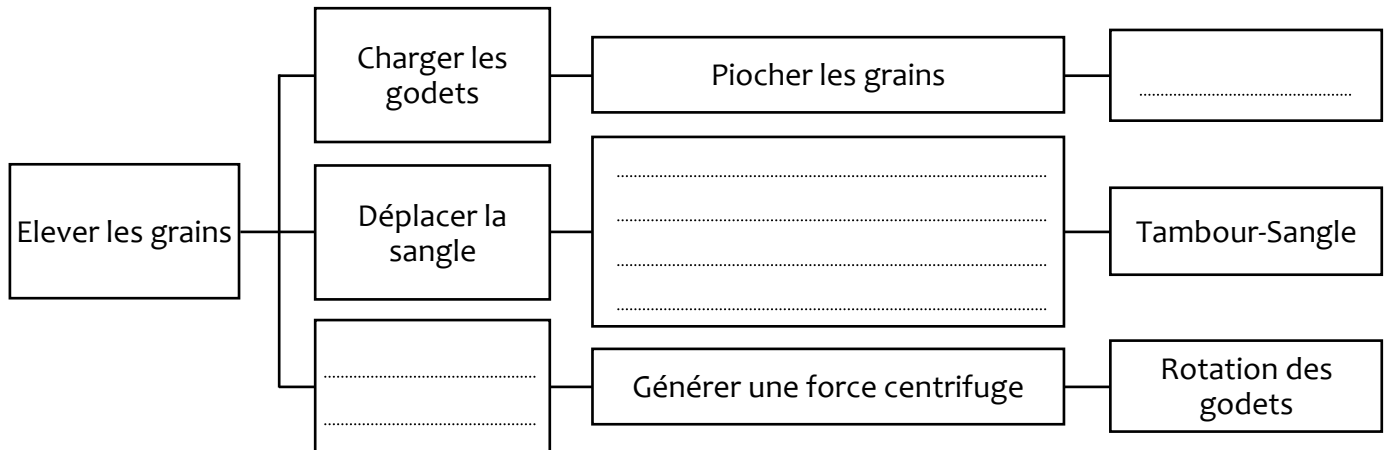 Charger les
godets
Piocher les grains
..........
Elever les grains
Déplacer la
sangle
..........
..........
..........
..........
Tambour-Sangle
..........
..........
Générer une force centrifuge
Rotation des
godets